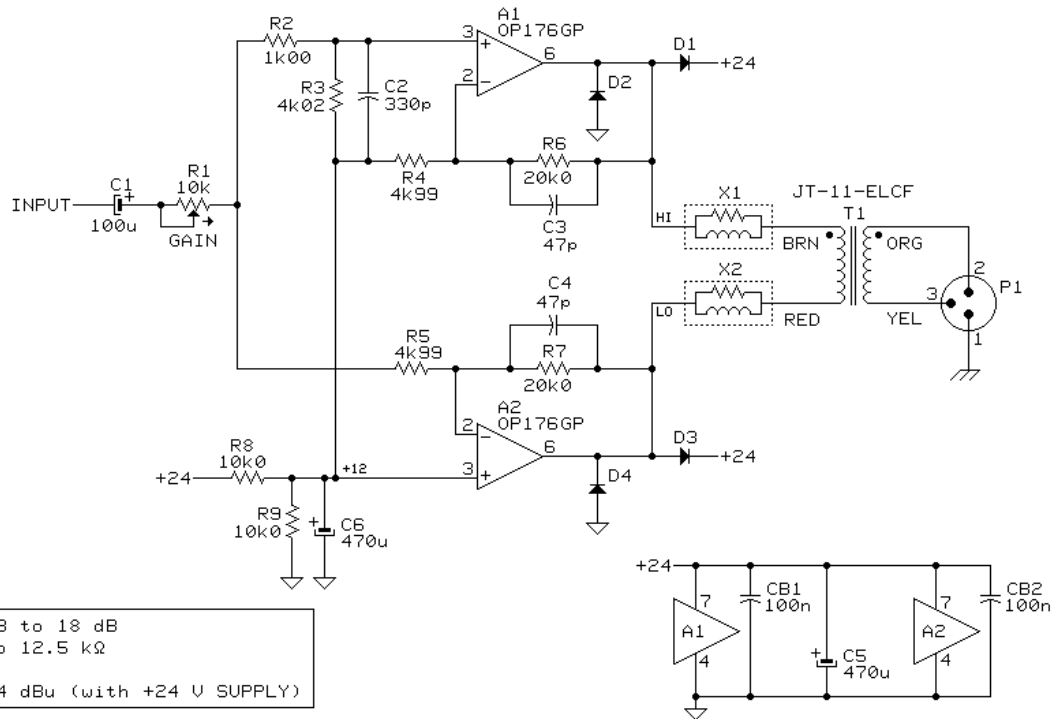 A1
OP176GP
R2
1k00
3
+
6
D1
+24
2
−
D2
R3
4k02
C2
330p
R4
4k99
R6
20k0
C3
47p
INPUT
C1
+
100u
R1
10k
GAIN
HI
X1
JT-11-ELCF
T1
BRN
ORG
X2
C4
47p
LO
RED
YEL
2
3
P1
1
R5
4k99
R7
20k0
A2
OP176GP
2
−
6
D3
+24
3
+
D4
R8
10k0
+24
+12
R9
10k0
+
C6
470u
+24
7
A1
4
CB1
100n
+
C5
470u
7
A2
4
CB2
100n
to 18 dB
12.5 kΩ
dBu (with +24 V SUPPLY)